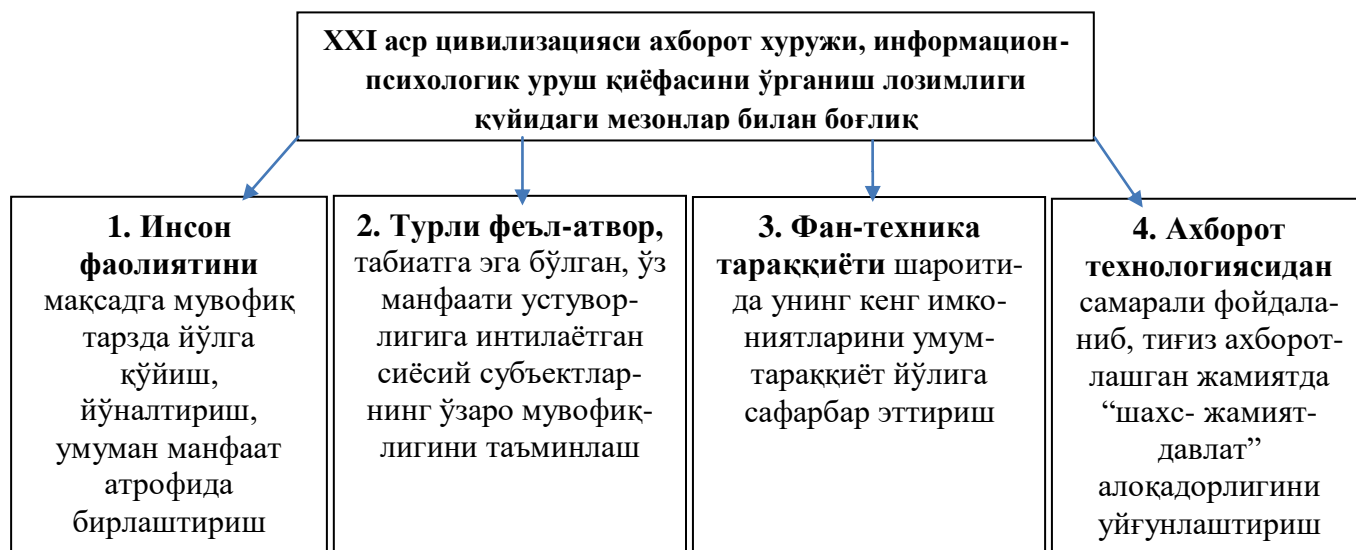 XXI аср цивилизацияси ахборот хуружи, информацион-
психологик уруш қиёфасини ўрганиш лозимлиги
қуйидаги мезонлар билан боғлиқ
1. Инсон
фаолиятини
мақсадга мувофиқ
тарзда йўлга
қўйиш,
йўналтириш,
умуман манфаат
атрофида
бирлаштириш
2. Турли феъл-атвор,
табиатга эга бўлган, ўз
манфаати устувор-
лигига интилаётган
сиёсий субъектлар-
нинг ўзаро мувофиқ-
лигини таъминлаш
3. Фан-техника
тараққиёти шароити-
да унинг кенг имко-
ниятларини умум-
тараққиёт йўлига
сафарбар эттириш
4. Ахборот
технологиясидан
самарали фойдала-
ниб, тиғиз ахборот-
лашган жамиятда
“шахс- жамият-
давлат”
алоқадорлигини
уйғунлаштириш